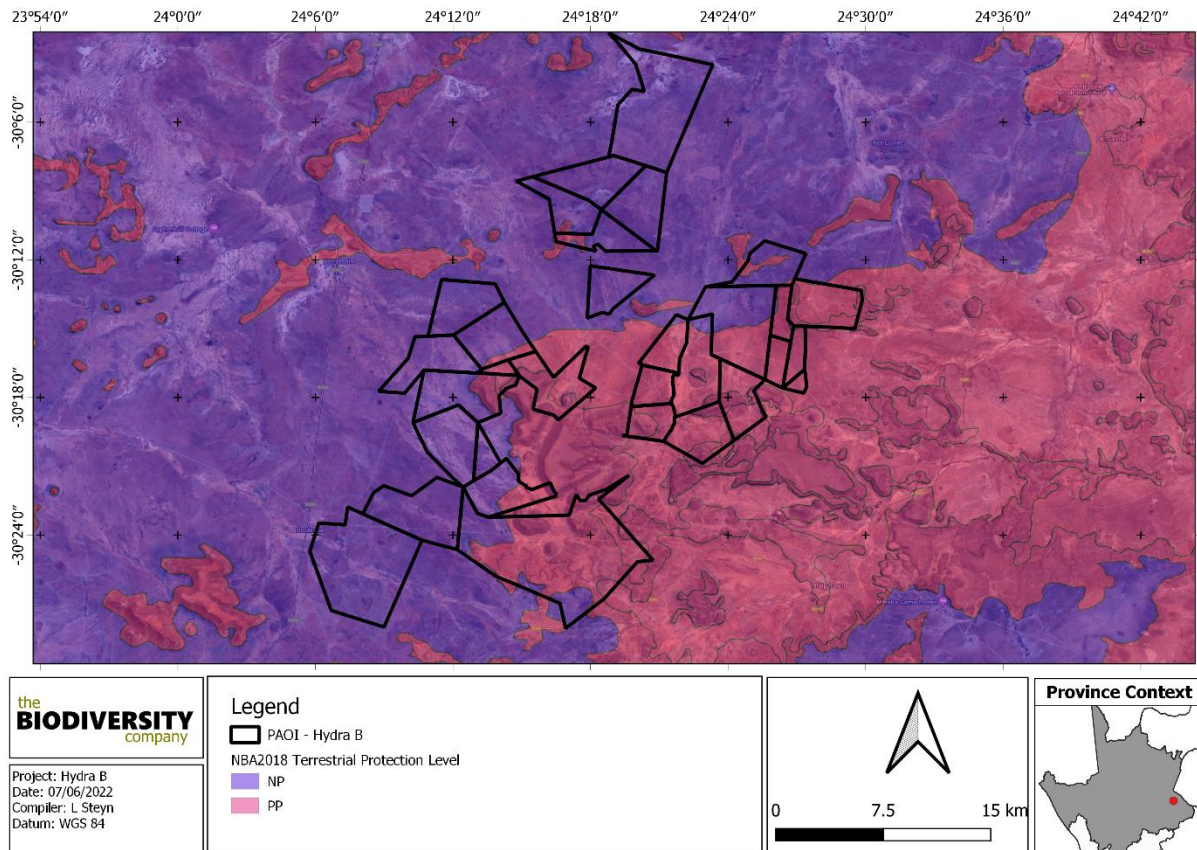 23°54'0" 24°0'0" 24°6'0" 24°12'0" 24°18'0" 24°24'0" 24°30'0" 24°36'0" 24°42'0"
-30°6'0"
-30°12'0"
-30°18'0"
-30°24'0"
the
BIODIVERSITY
company
Project: Hydra B
Date: 07/06/2022
Compiler: L Steyn
Datum: WGS 84
Legend
PAOI - Hydra B
NBA2018 Terrestrial Protection Level
NP
PP
0 7.5 15 km
Province Context